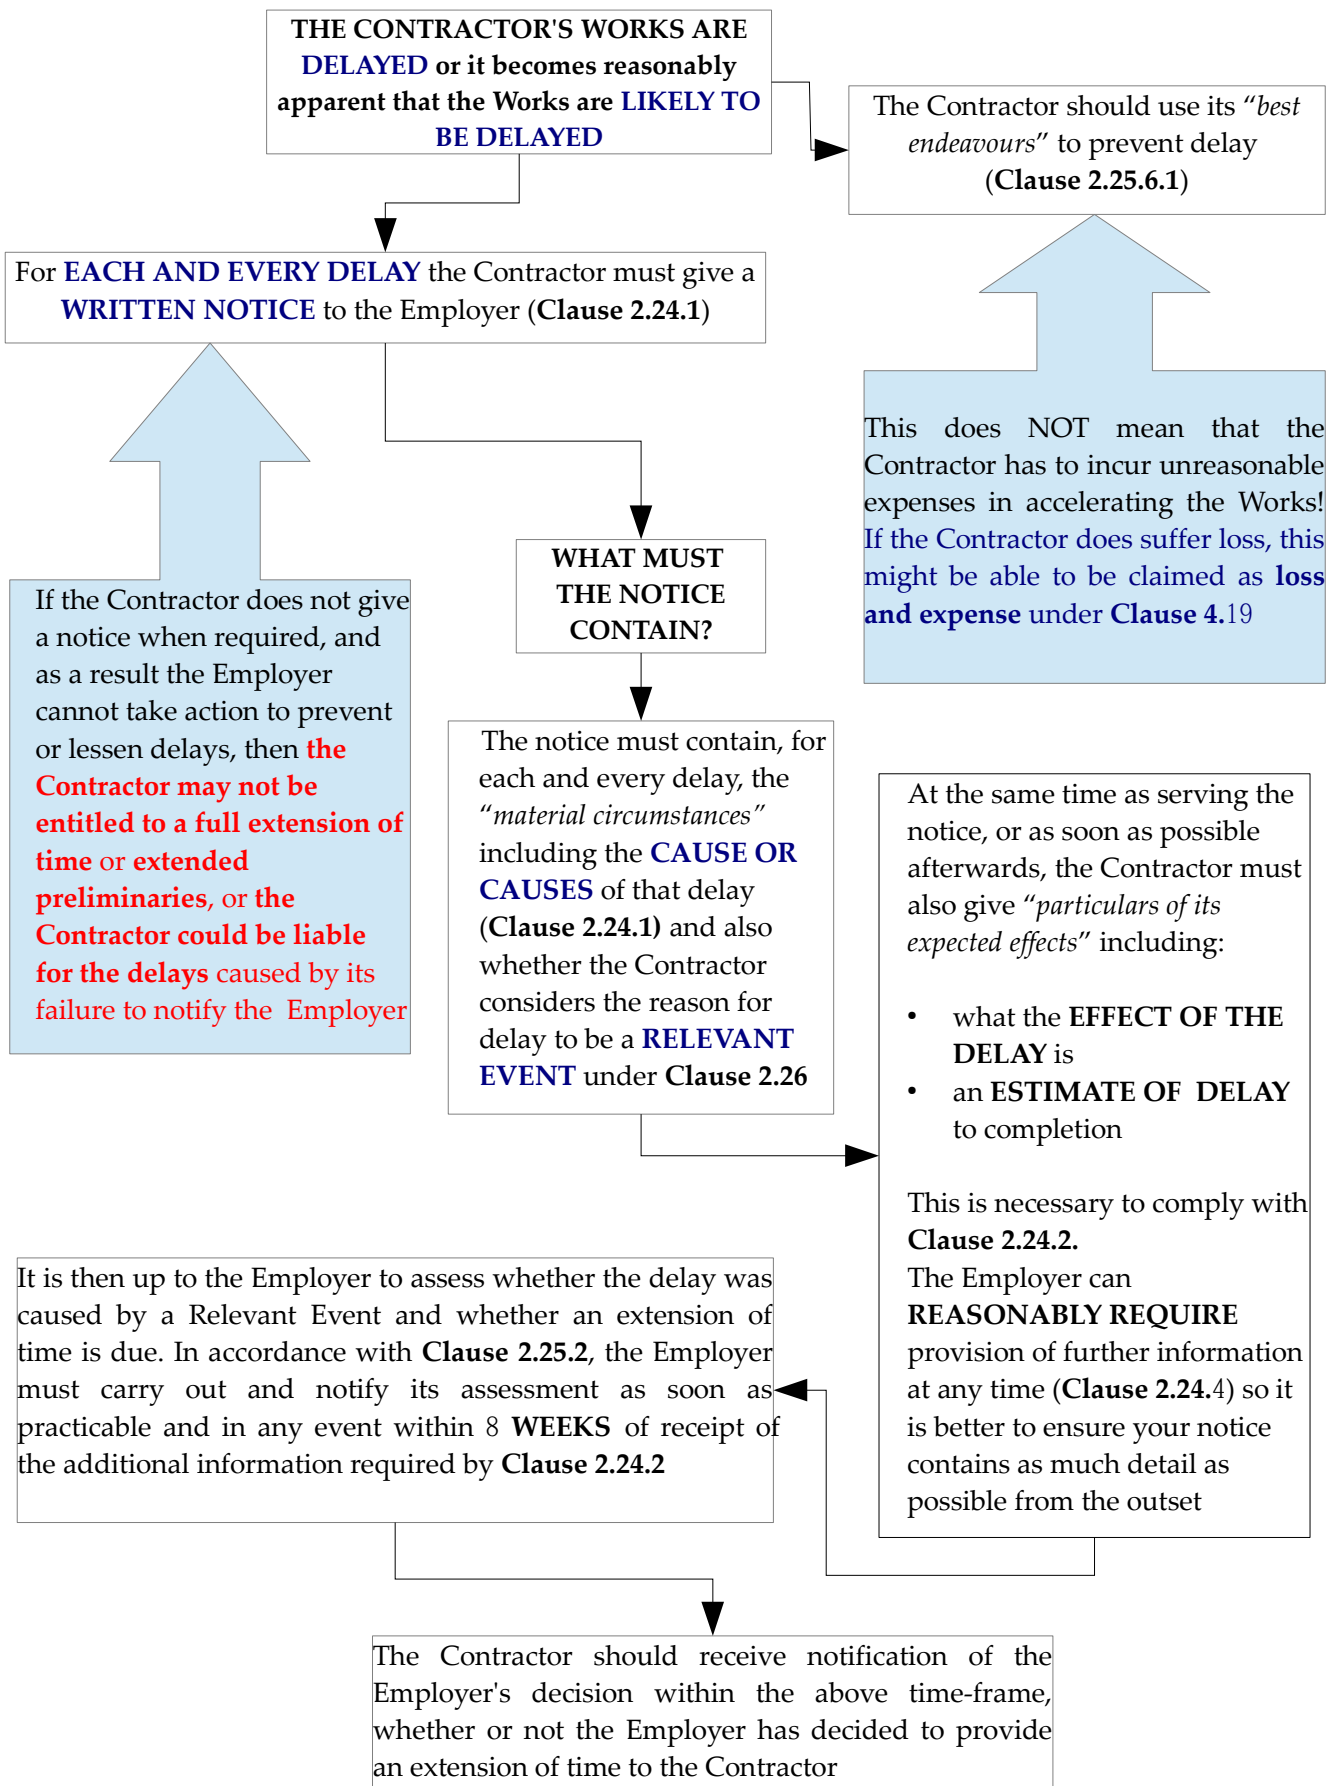 THE CONTRACTOR'S WORKS ARE
DELAYED or it becomes reasonably
apparent that the Works are LIKELY TO
BE DELAYED
The Contractor should use its “best
endeavours” to prevent delay
(Clause 2.25.6.1)
For EACH AND EVERY DELAY the Contractor must give a
WRITTEN NOTICE to the Employer (Clause 2.24.1)
This does NOT mean that the
Contractor has to incur unreasonable
expenses in accelerating the Works!
If the Contractor does suffer loss, this
might be able to be claimed as loss
and expense under Clause 4.19
If the Contractor does not give
a notice when required, and
as a result the Employer
cannot take action to prevent
or lessen delays, then the
Contractor may not be
entitled to a full extension of
time or extended
preliminaries, or the
Contractor could be liable
for the delays caused by its
failure to notify the Employer
WHAT MUST
THE NOTICE
CONTAIN?
The notice must contain, for
each and every delay, the
“material circumstances”
including the CAUSE OR
CAUSES of that delay
(Clause 2.24.1) and also
whether the Contractor
considers the reason for
delay to be a RELEVANT
EVENT under Clause 2.26
At the same time as serving the
notice, or as soon as possible
afterwards, the Contractor must
also give “particulars of its
expected effects” including:
• what the EFFECT OF THE
DELAY is
• an ESTIMATE OF DELAY
to completion
This is necessary to comply with
Clause 2.24.2.
The Employer can
REASONABLY REQUIRE
provision of further information
at any time (Clause 2.24.4) so it
is better to ensure your notice
contains as much detail as
possible from the outset
It is then up to the Employer to assess whether the delay was
caused by a Relevant Event and whether an extension of
time is due. In accordance with Clause 2.25.2, the Employer
must carry out and notify its assessment as soon as
practicable and in any event within 8 WEEKS of receipt of
the additional information required by Clause 2.24.2
The Contractor should receive notification of the
Employer's decision within the above time-frame,
whether or not the Employer has decided to provide
an extension of time to the Contractor